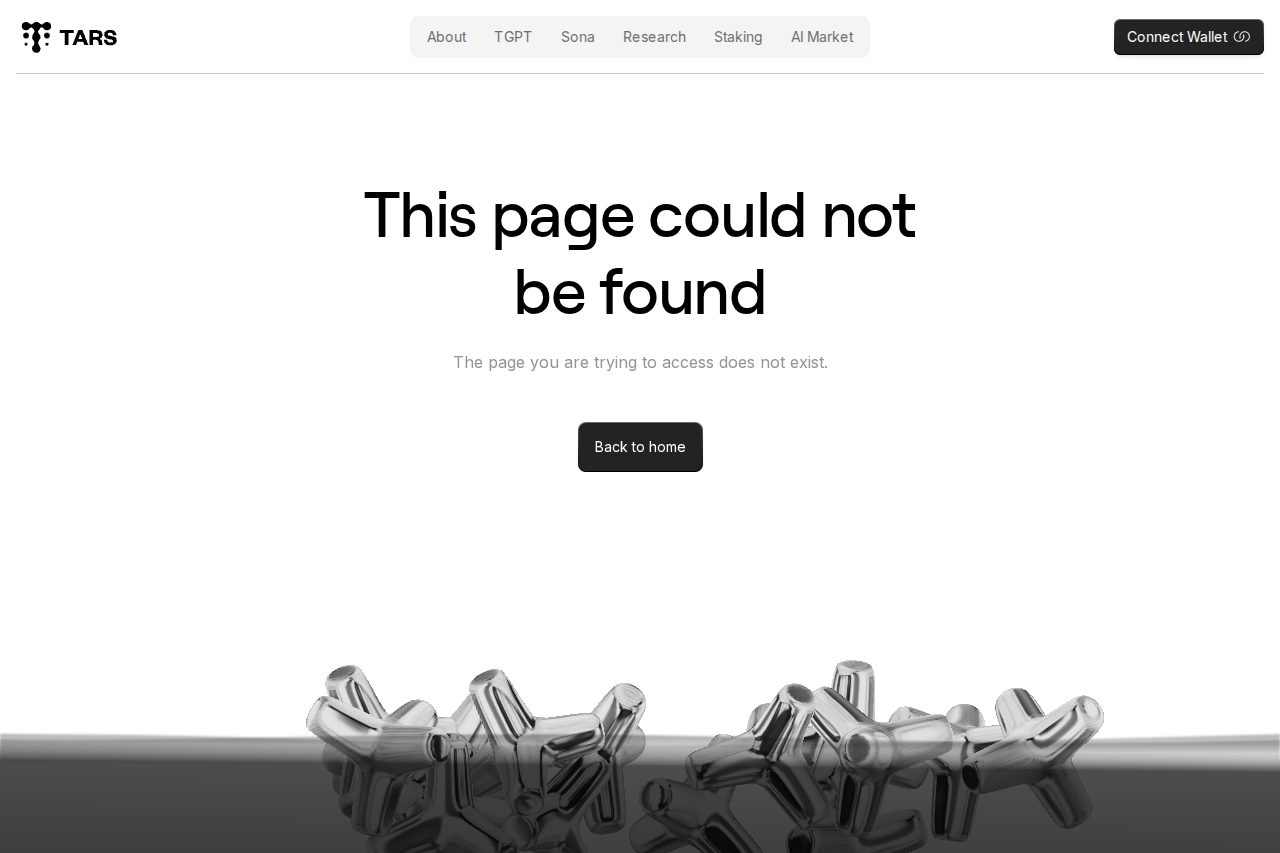 TARS
About TGPT Sona Research Staking AI Market
Connect Wallet
This page could not
be found
The page you are trying to access does not exist.
Back to home